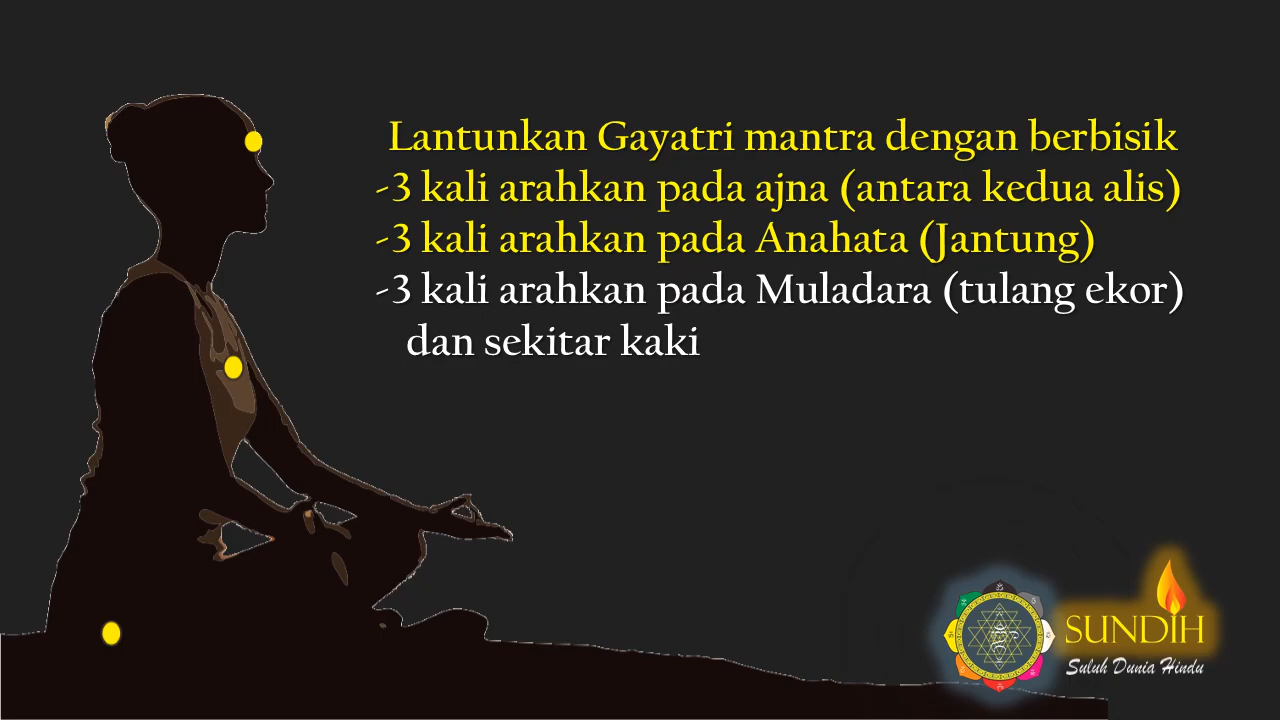 Lantunkan Gayatri mantra dengan berbisik
-3 kali arahkan pada ajna (antara kedua alis)
-3 kali arahkan pada Anahata (Jantung)
-3 kali arahkan pada Muladara (tulang ekor)
dan sekitar kaki
SUNDIH
Suluh Dunia Hindu